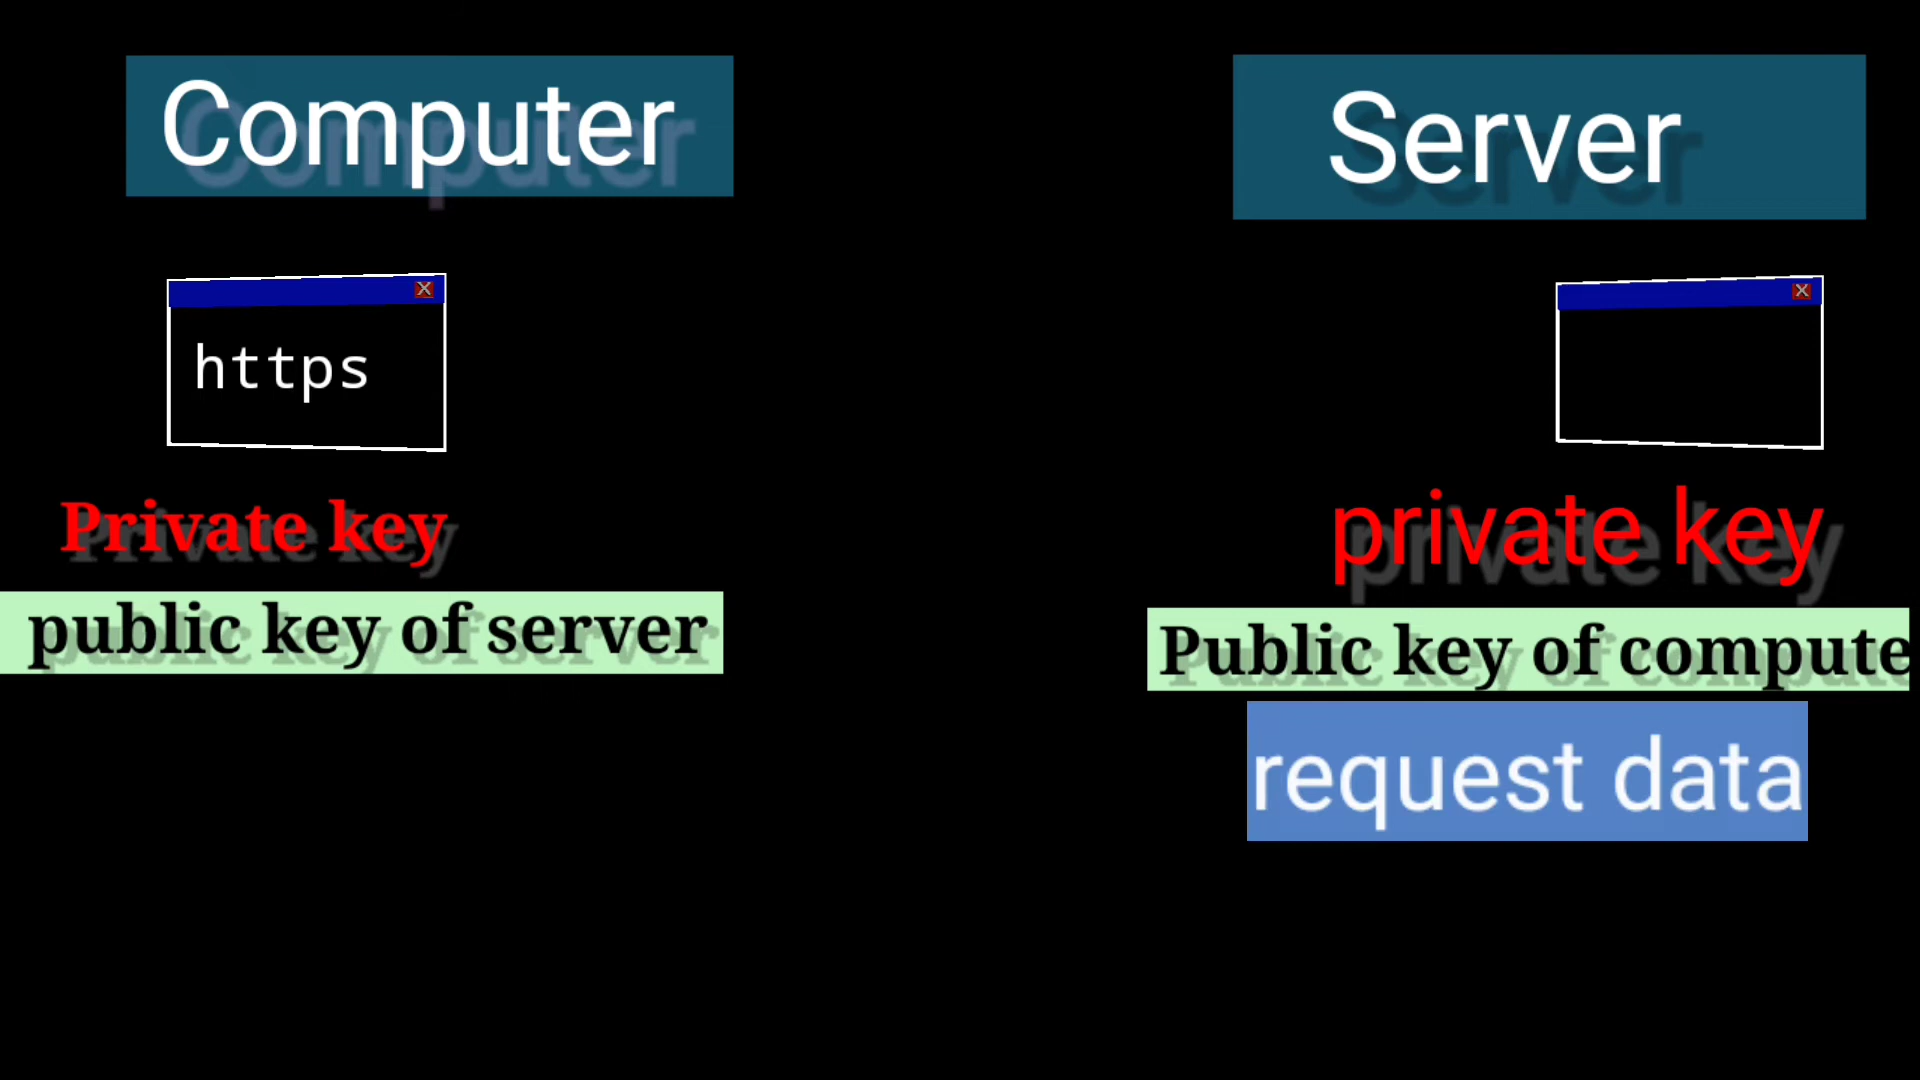 Computer
https
Private key
public key of server
Server
private key
Public key of compute
request data